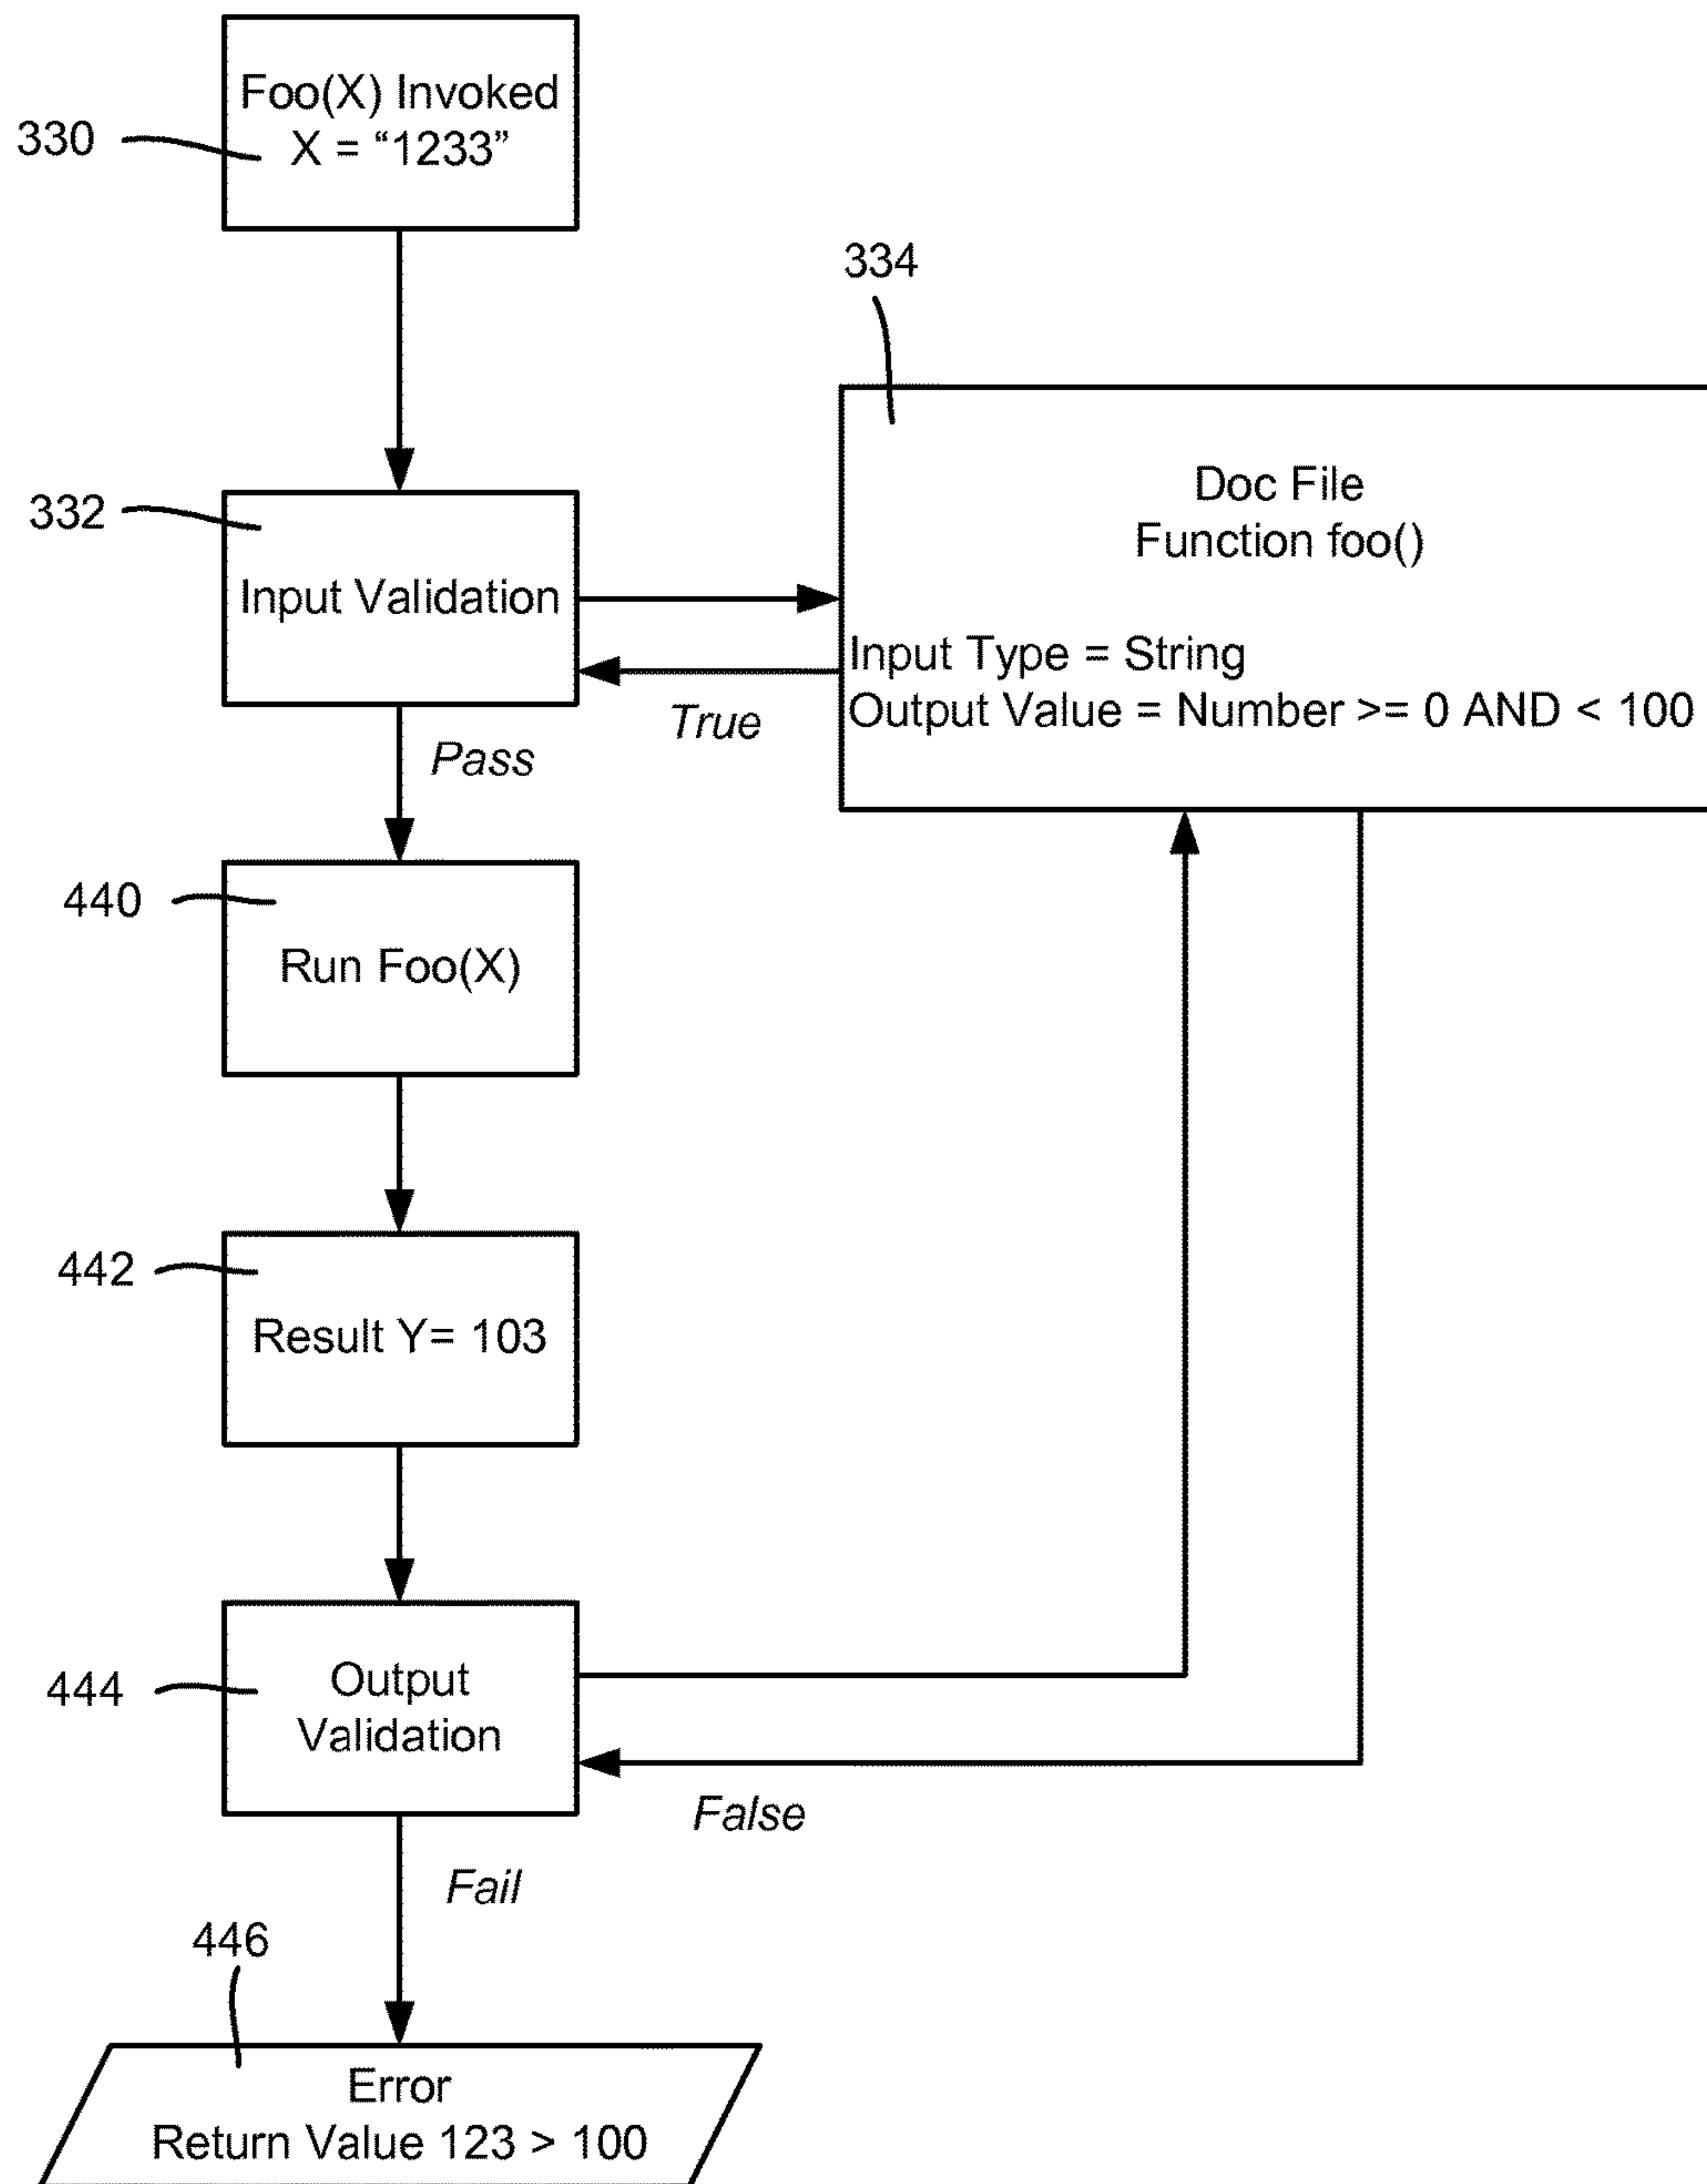 330
Foo(X) Invoked
X = “1233”
334
Doc File
Function foo()
Input Type = String
Output Value = Number >= 0 AND < 100
332
Input Validation
True
Pass
440
Run Foo(X)
442
Result Y= 103
444
Output
Validation
False
Fail
446
Error
Return Value 123 > 100